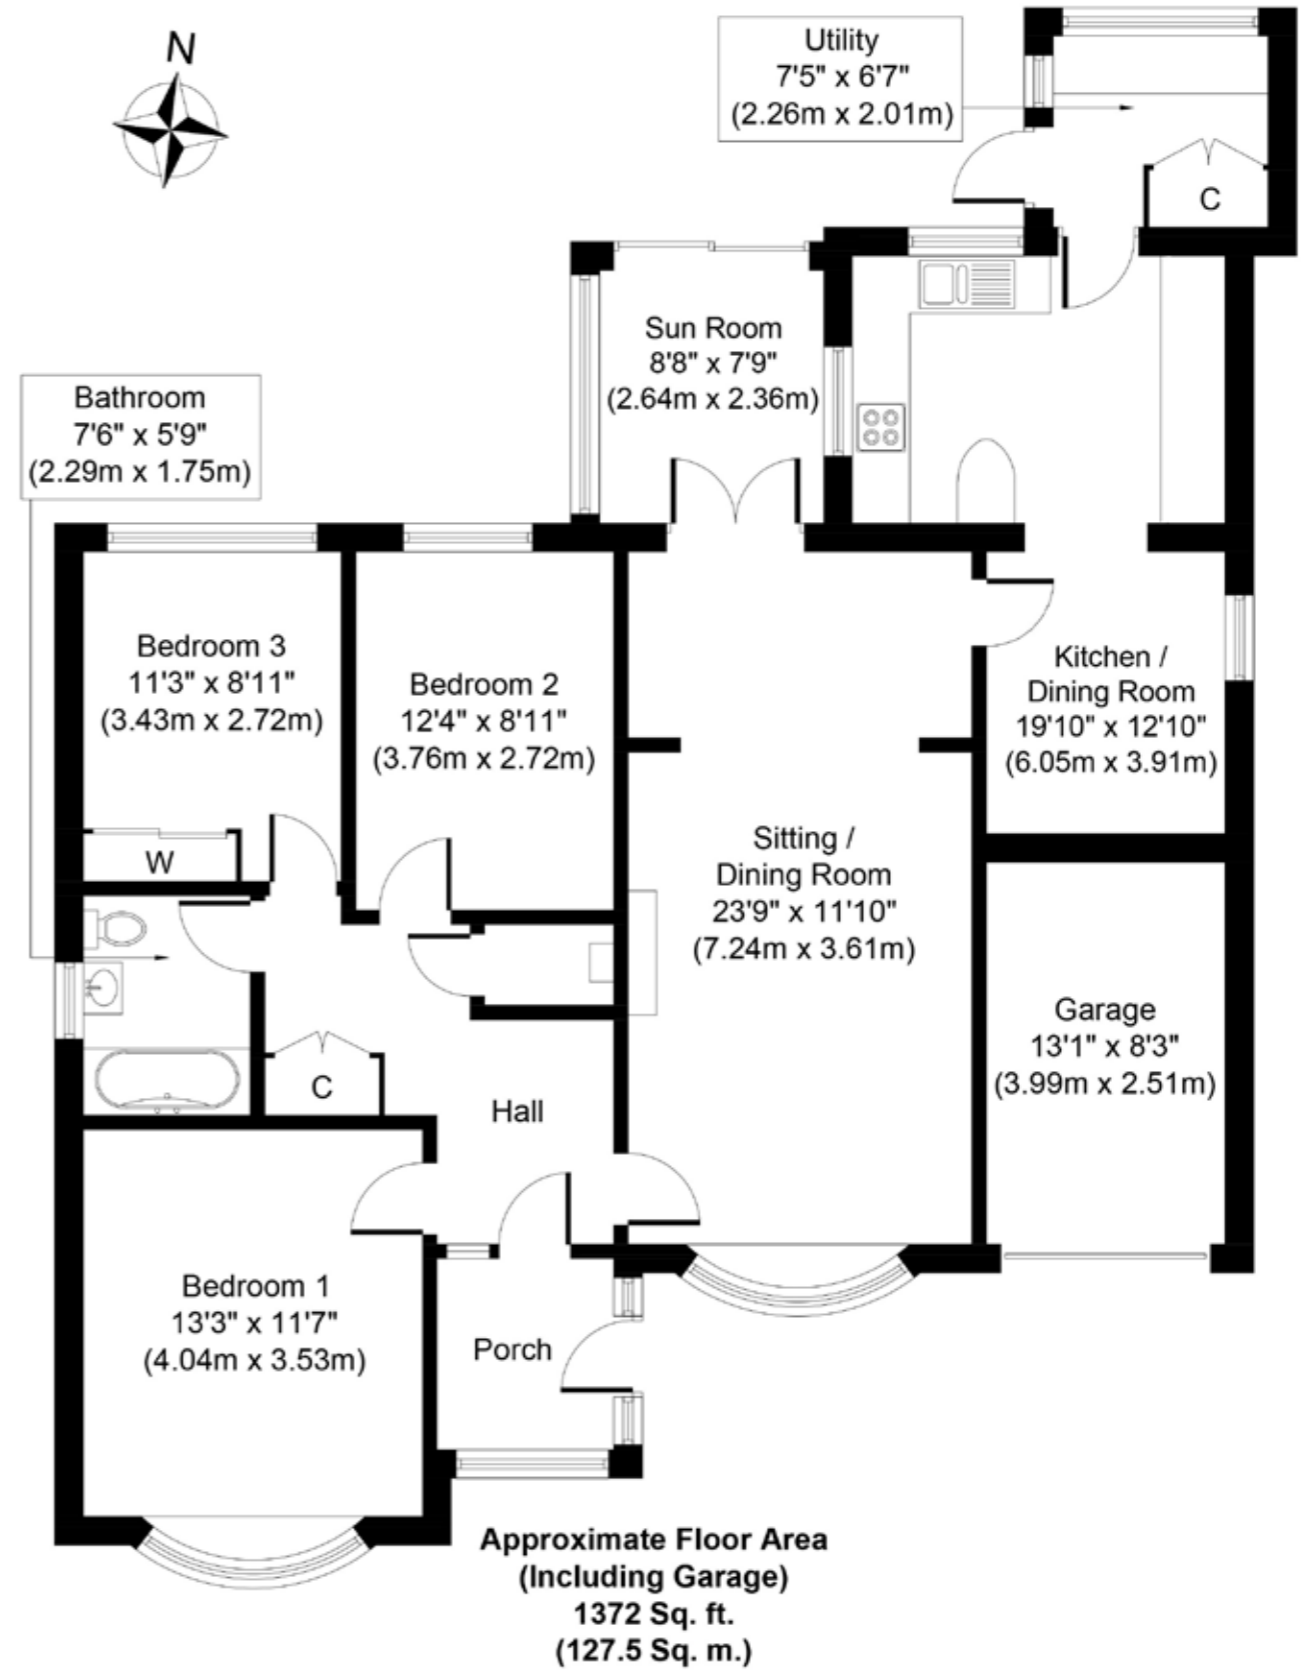 N
Utility
7'5" x 6'7"
(2.26m x 2.01m)
C
Sun Room
8'8" x 7'9"
(2.64m x 2.36m)
Bathroom
7'6" x 5'9"
(2.29m x 1.75m)
Bedroom 3
11'3" x 8'11"
(3.43m x 2.72m)
W
Bedroom 2
12'4" x 8'11"
(3.76m x 2.72m)
Kitchen /
Dining Room
19'10" x 12'10"
(6.05m x 3.91m)
Sitting /
Dining Room
23'9" x 11'10"
(7.24m x 3.61m)
Garage
13'1" x 8'3"
(3.99m x 2.51m)
C
Hall
Bedroom 1
13'3" x 11'7"
(4.04m x 3.53m)
Porch
Approximate Floor Area
(Including Garage)
1372 Sq. ft.
(127.5 Sq. m.)